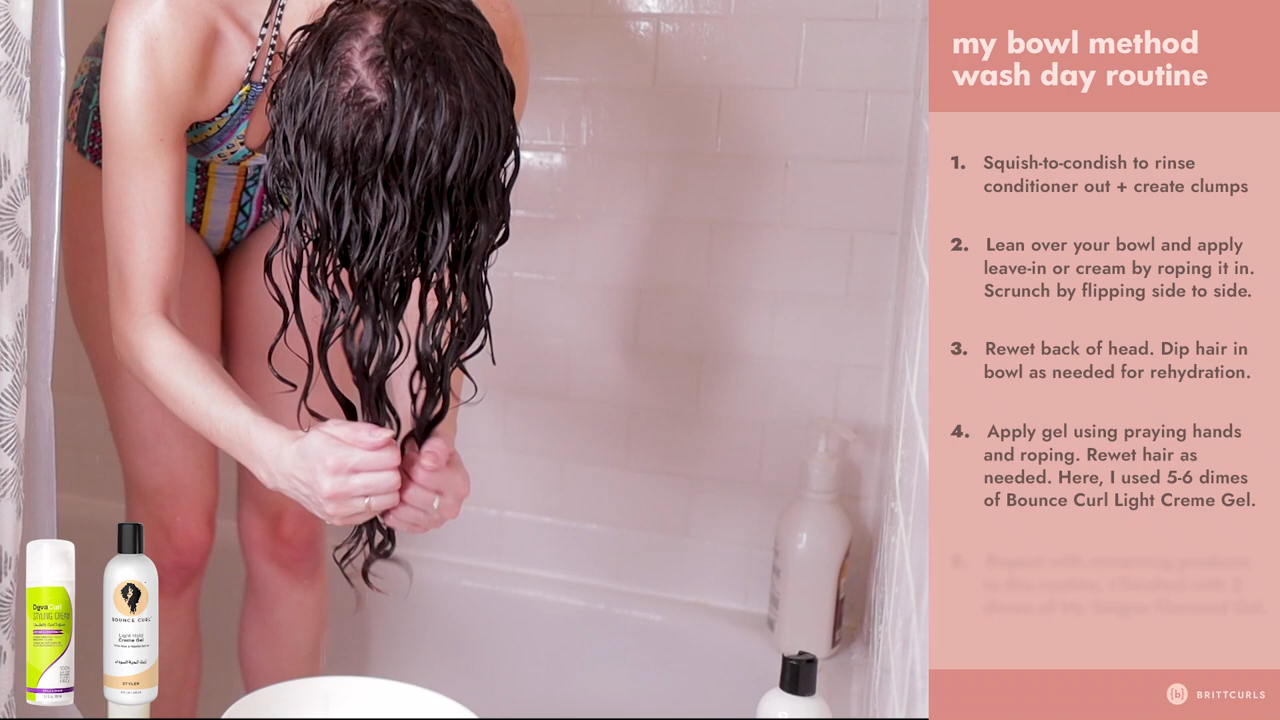 my bowl method
wash day routine
1. Squish-to-condish to rinse
conditioner out + create clumps
2. Lean over your bowl and apply
leave-in or cream by roping it in.
Scrunch by flipping side to side.
3. Rewet back of head. Dip hair in
bowl as needed for rehydration.
4. Apply gel using praying hands
and roping. Rewet hair as
needed. Here, I used 5-6 dimes
of Bounce Curl Light Creme Gel.
{b} BRITTCURLS
DevaCurl
STYLING CREAM
BOUNCE CURL
Light Hold
Creme Gel
STYLER